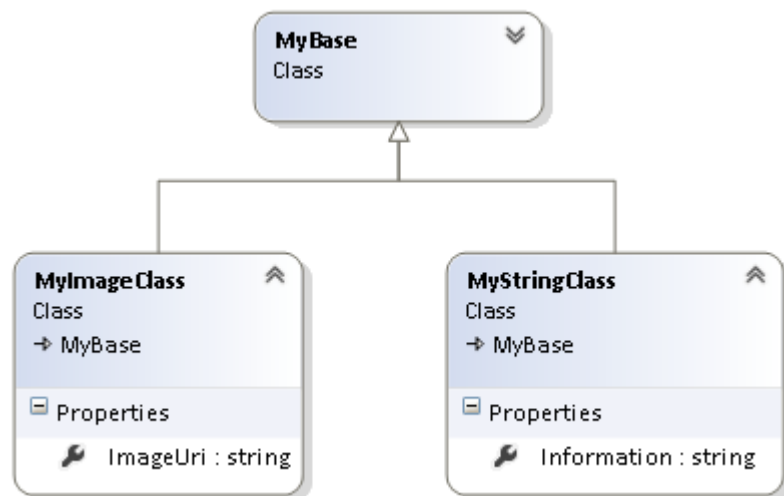 MyBase
Class
MyImageClass
Class
MyBase
Properties
ImageUri : string
MyStringClass
Class
MyBase
Properties
Information : string